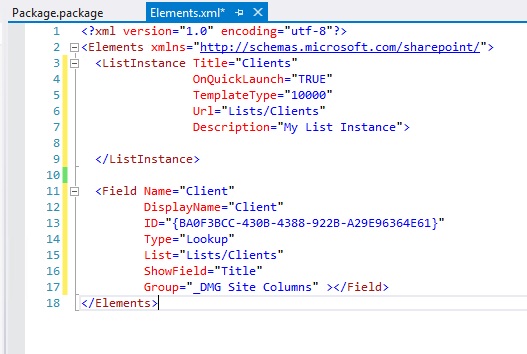 Package.package Elements.xml*
1 <?xml version="1.0" encoding="utf-8"?>
2 <Elements xmlns="http://schemas.microsoft.com/sharepoint/">
3 <ListInstance Title="Clients"
4 OnQuickLaunch="TRUE"
5 TemplateType="10000"
6 Url="Lists/Clients"
7 Description="My List Instance">
8
9 </ListInstance>
10
11 <Field Name="Client"
12 DisplayName="Client"
13 ID="{BA0F3BCC-430B-4388-922B-A29E96364E61}"
14 Type="Lookup"
15 List="Lists/Clients"
16 ShowField="Title"
17 Group="_DMG Site Columns" ></Field>
18 </Elements>